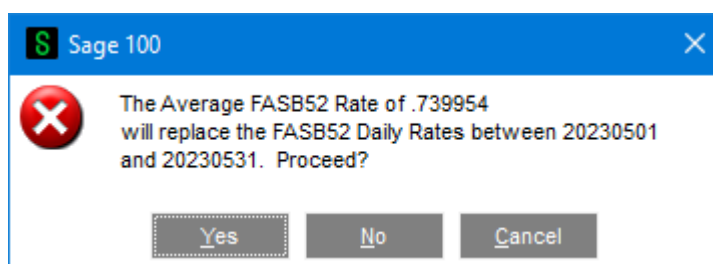 S Sage 100
The Average FASB52 Rate of .739954
will replace the FASB52 Daily Rates between 20230501
and 20230531.  Proceed?
Yes No Cancel